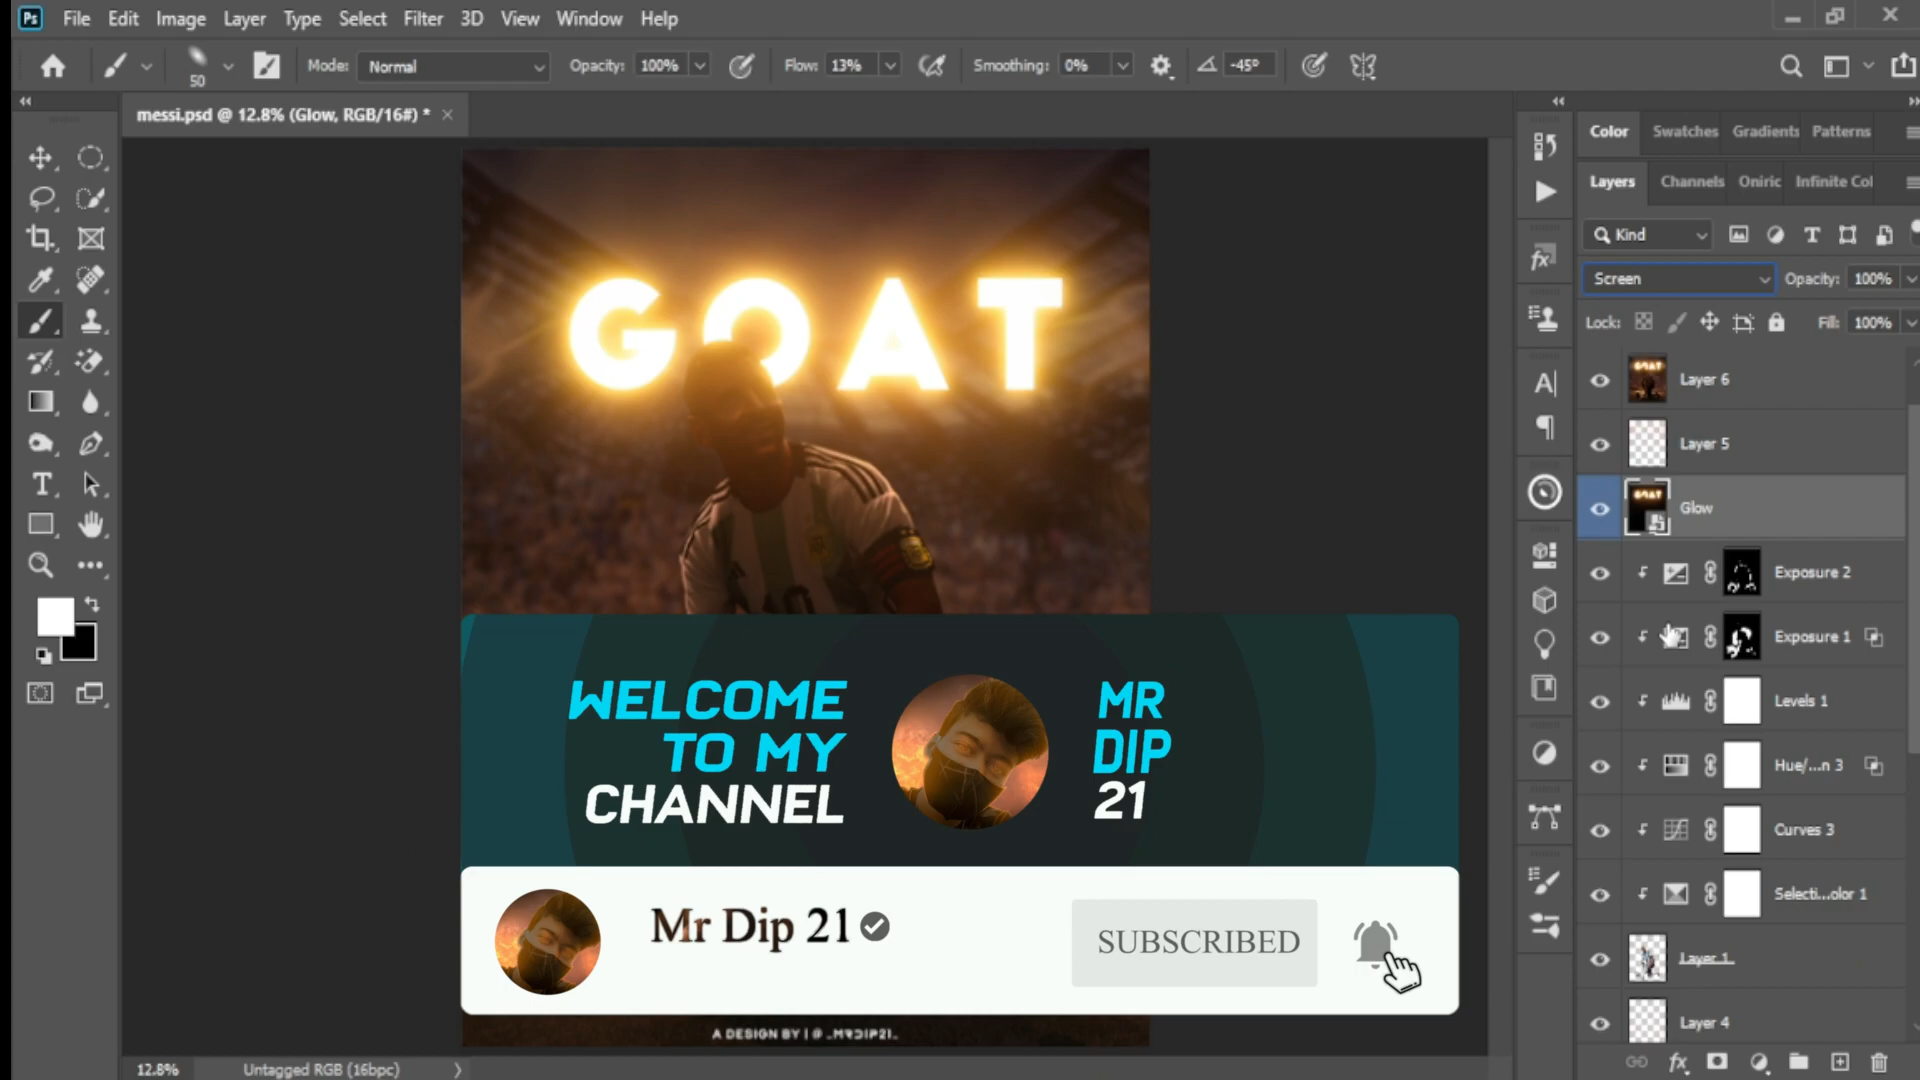 Ps File Edit Image Layer Type Select Filter 3D View Window Help
50 Mode: Normal Opacity: 100% Flow: 13% Smoothing: 0% -45°
messi.psd @ 12.8% (Glow, RGB/16#) *
Color Swatches Gradients Patterns
Layers Channels Oniric Infinite Col
Kind
Screen Opacity: 100%
Lock: Fill: 100%
Layer 6
Layer 5
Glow
Exposure 2
Exposure 1
Levels 1
Hue/...n 3
Curves 3
Selecti...olor 1
Layer 1
Layer 4
GOAT
10
WELCOME
TO MY
CHANNEL
MR
DIP
21
Mr Dip 21
SUBSCRIBED
A DESIGN BY | @ _MRDIP21_
12.8% Untagged RGB (16bpc)